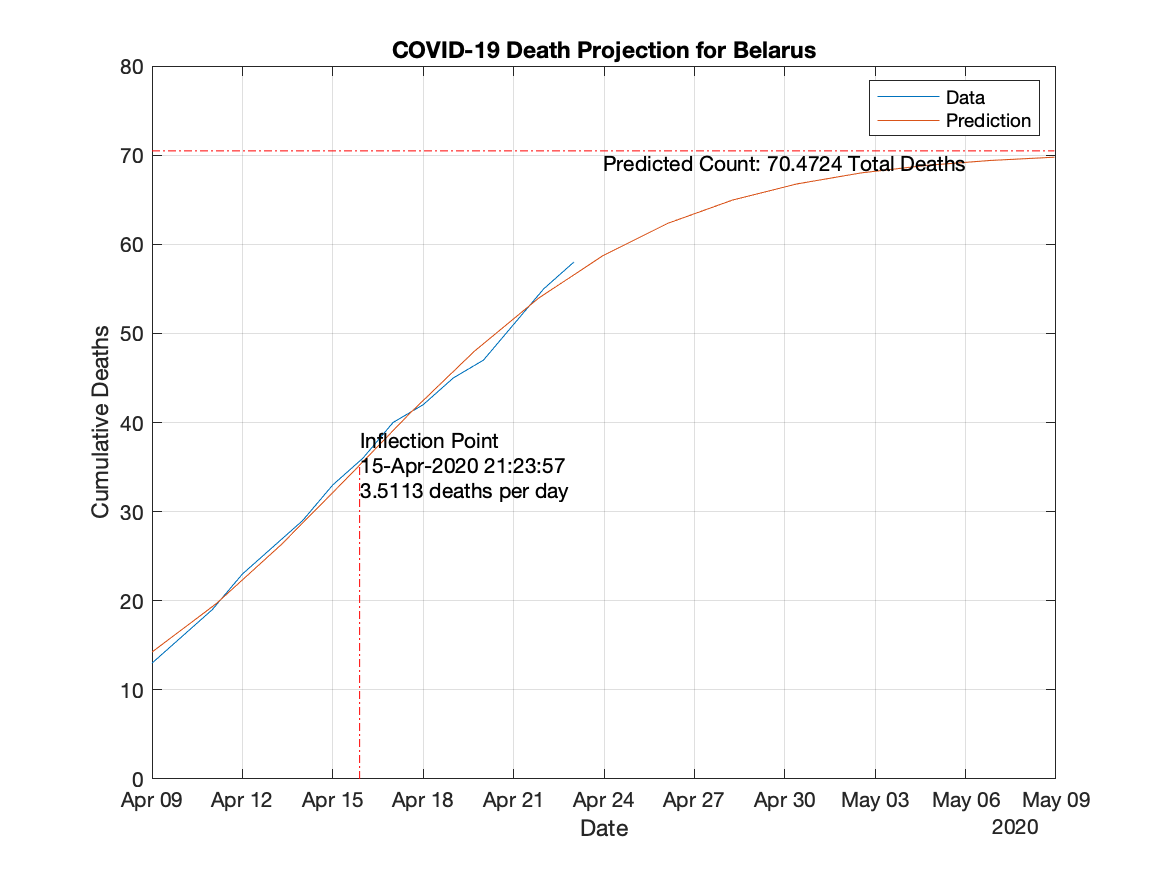 COVID-19 Death Projection for Belarus
80
70
60
50
40
30
20
10
0
Cumulative Deaths
Data
Prediction
Predicted Count: 70.4724 Total Deaths
Inflection Point
15-Apr-2020 21:23:57
3.5113 deaths per day
Apr 09 Apr 12 Apr 15 Apr 18 Apr 21 Apr 24 Apr 27 Apr 30 May 03 May 06 May 09
Date
2020